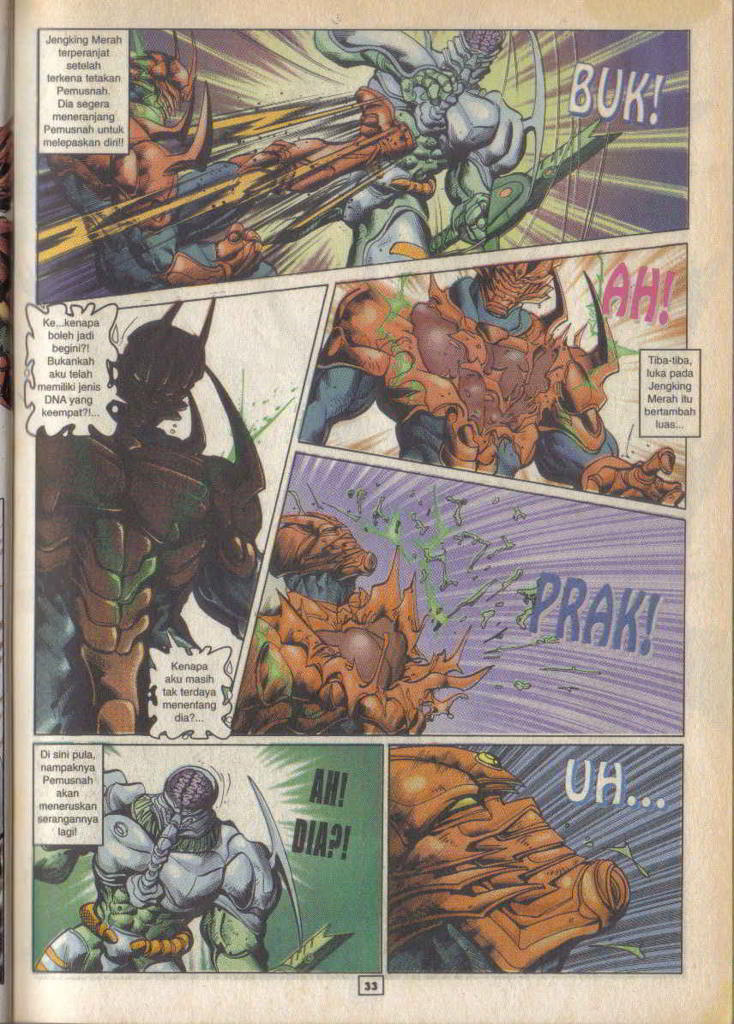 Jengking Merah
terperanjat
setelah
terkena tetakan
Pemusnah.
Dia segera
meneranjang
Pemusnah untuk
melepaskan diri!!
BUK!
Ke...kenapa
boleh jadi
begini?!
Bukankah
aku telah
memiliki jenis
DNA yang
keempat?!...
Kenapa
aku masih
tak terdaya
menentang
dia?...
AH!
Tiba-tiba,
luka pada
Jengking
Merah itu
bertambah
luas...
PRAK!
Di sini pula,
nampaknya
Pemusnah
akan
meneruskan
serangannya
lagi!
AH!
DIA?!
UH...
33